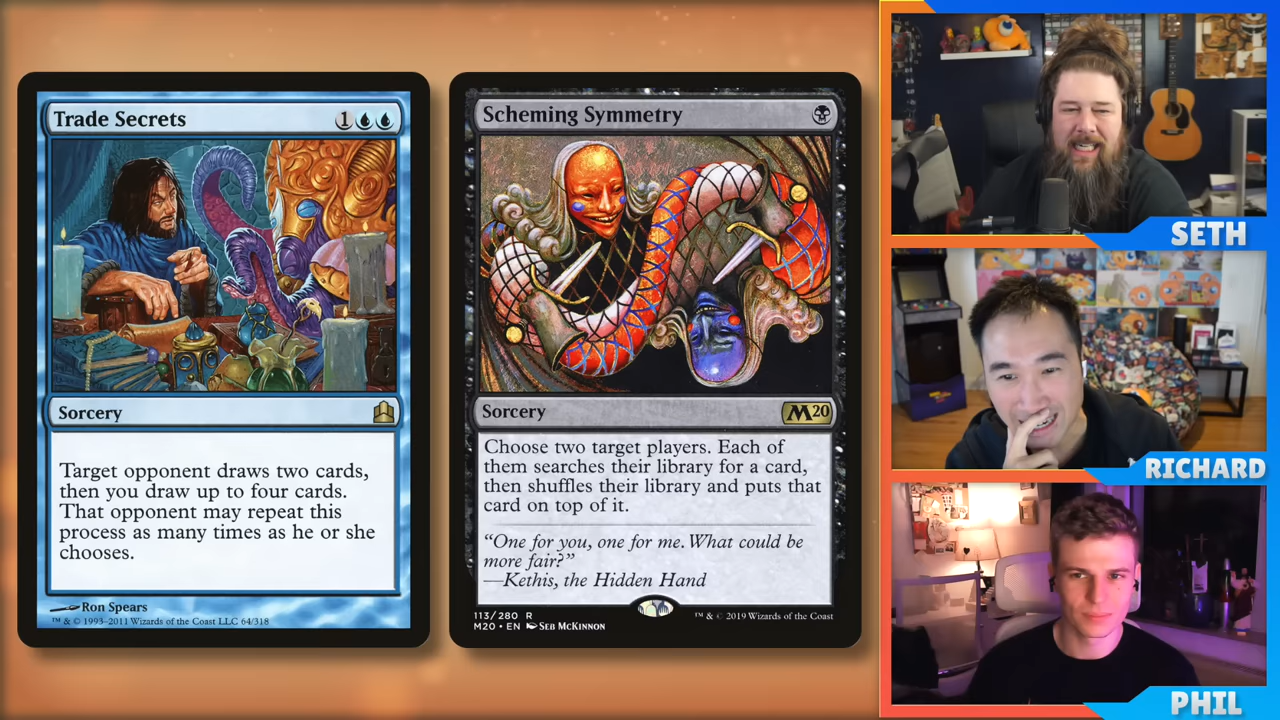 Trade Secrets 1
Sorcery
Target opponent draws two cards,
then you draw up to four cards.
That opponent may repeat this
process as many times as he or she
chooses.
Ron Spears
™ & © 1993–2011 Wizards of the Coast LLC 64/318
Scheming Symmetry
Sorcery M20
Choose two target players. Each of
them searches their library for a card,
then shuffles their library and puts that
card on top of it.
“One for you, one for me. What could be
more fair?”
—Kethis, the Hidden Hand
113/280 R
M20 • EN Seb McKinnon
™ & © 2019 Wizards of the Coast
SETH
RICHARD
PHIL